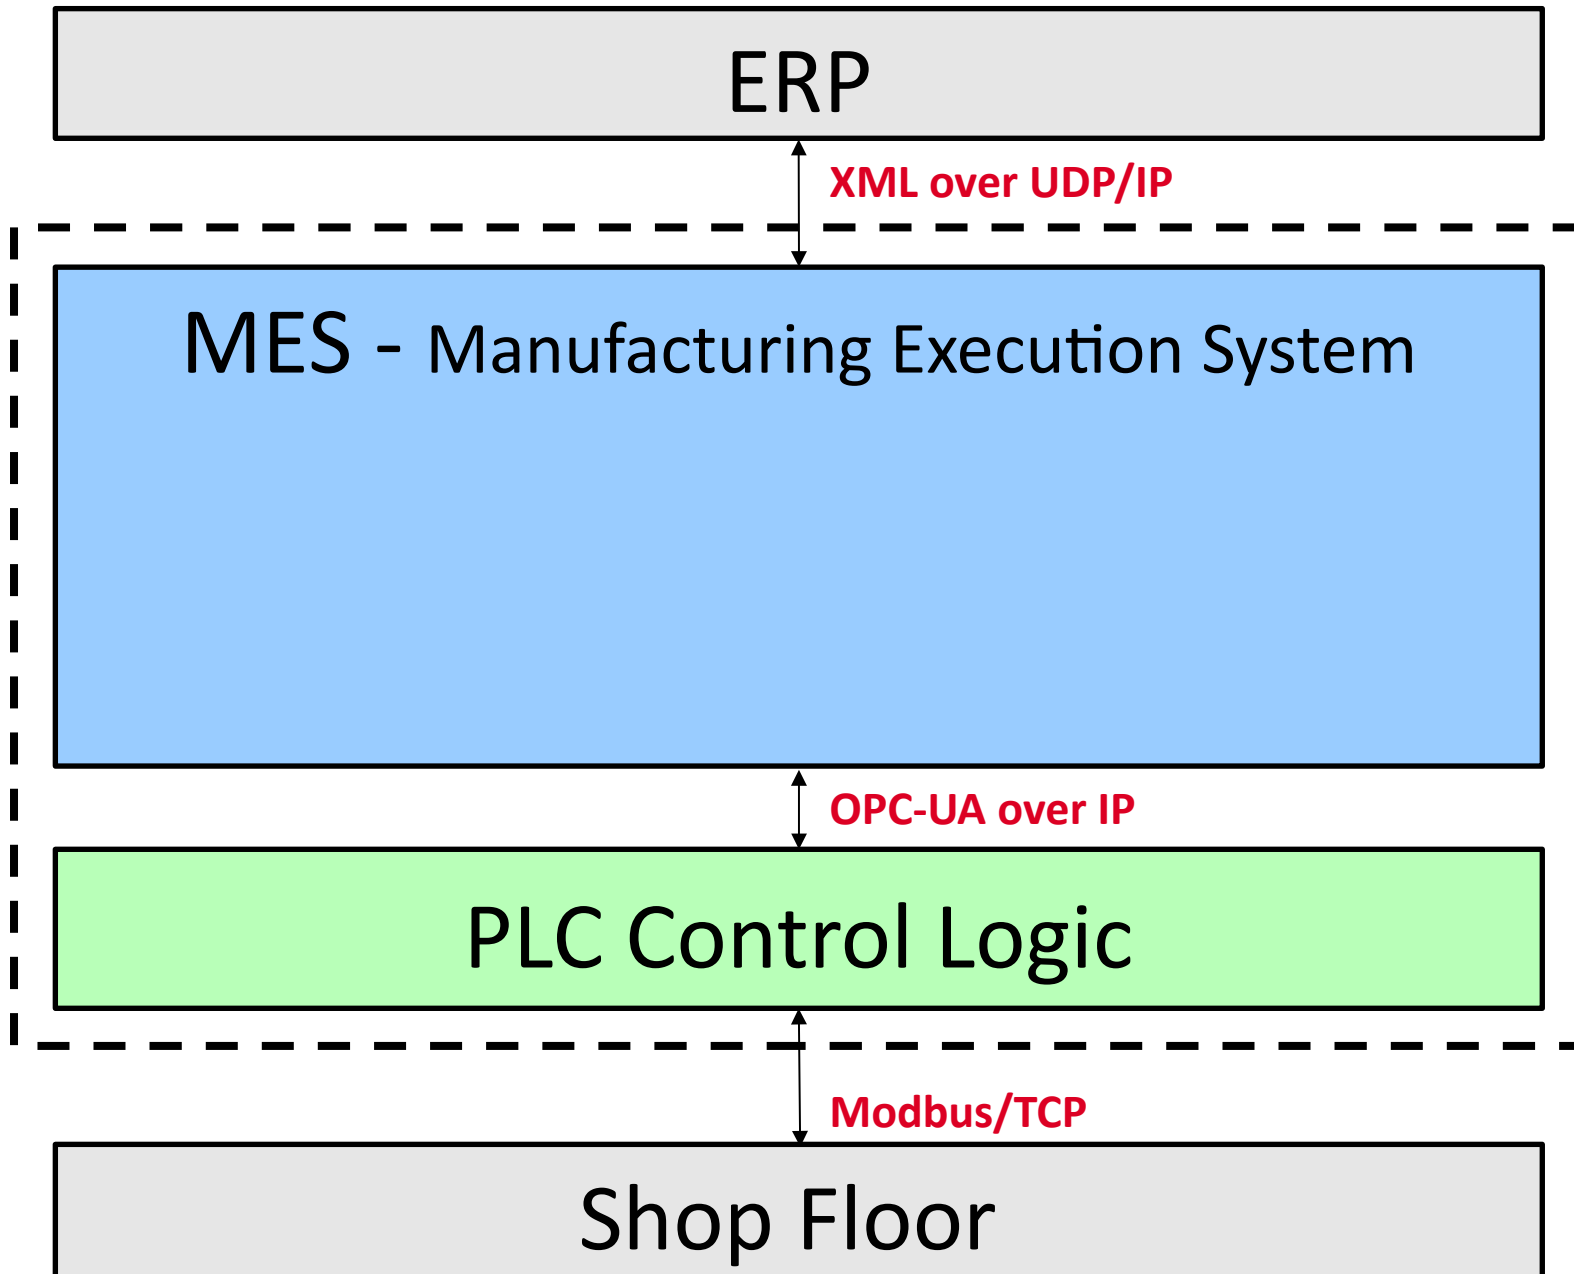 ERP
XML over UDP/IP
MES - Manufacturing Execution System
OPC-UA over IP
PLC Control Logic
Modbus/TCP
Shop Floor